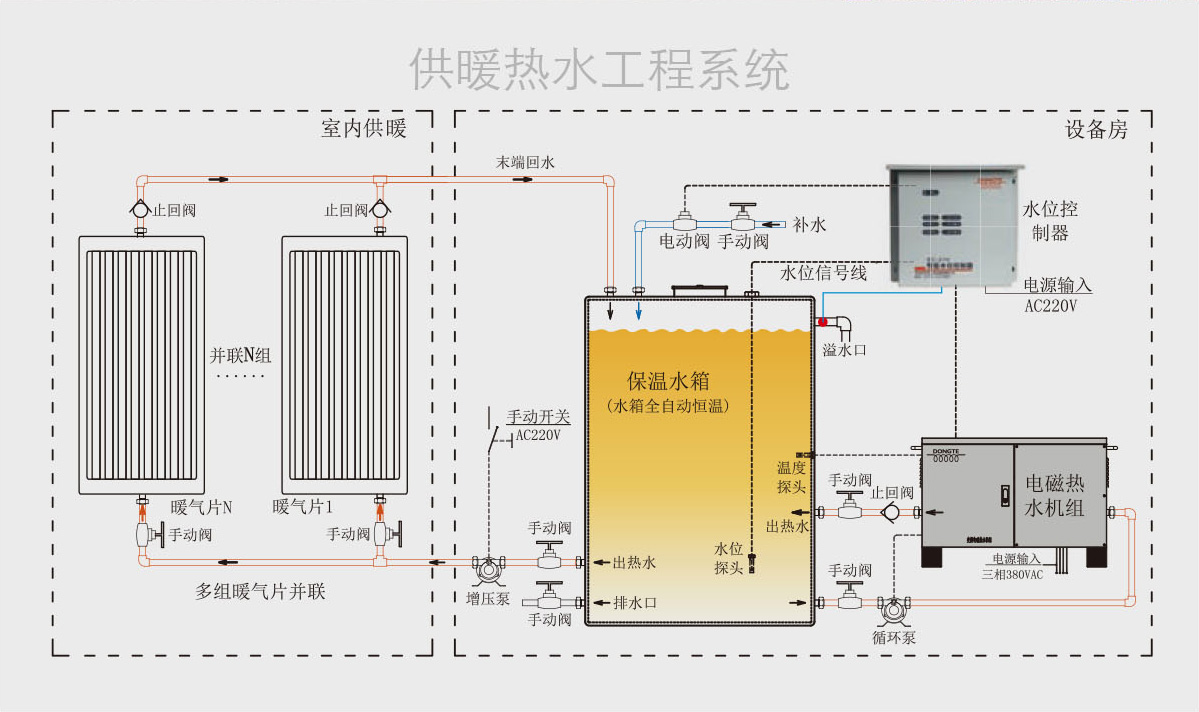 供暖热水工程系统
室内供暖
设备房
末端回水
止回阀
止回阀
电动阀
手动阀
补水
水位控
制器
水位信号线
电源输入
AC220V
溢水口
并联N组
······
保温水箱
(水箱全自动恒温)
手动开关
AC220V
DONGTE
OOOOO
温度
探头
手动阀
止回阀
电磁热
水机组
暖气片N
暖气片1
手动阀
手动阀
手动阀
出热水
出热水
水位
探头
电源输入
三相380VAC
手动阀
多组暖气片并联
增压泵
排水口
手动阀
循环泵